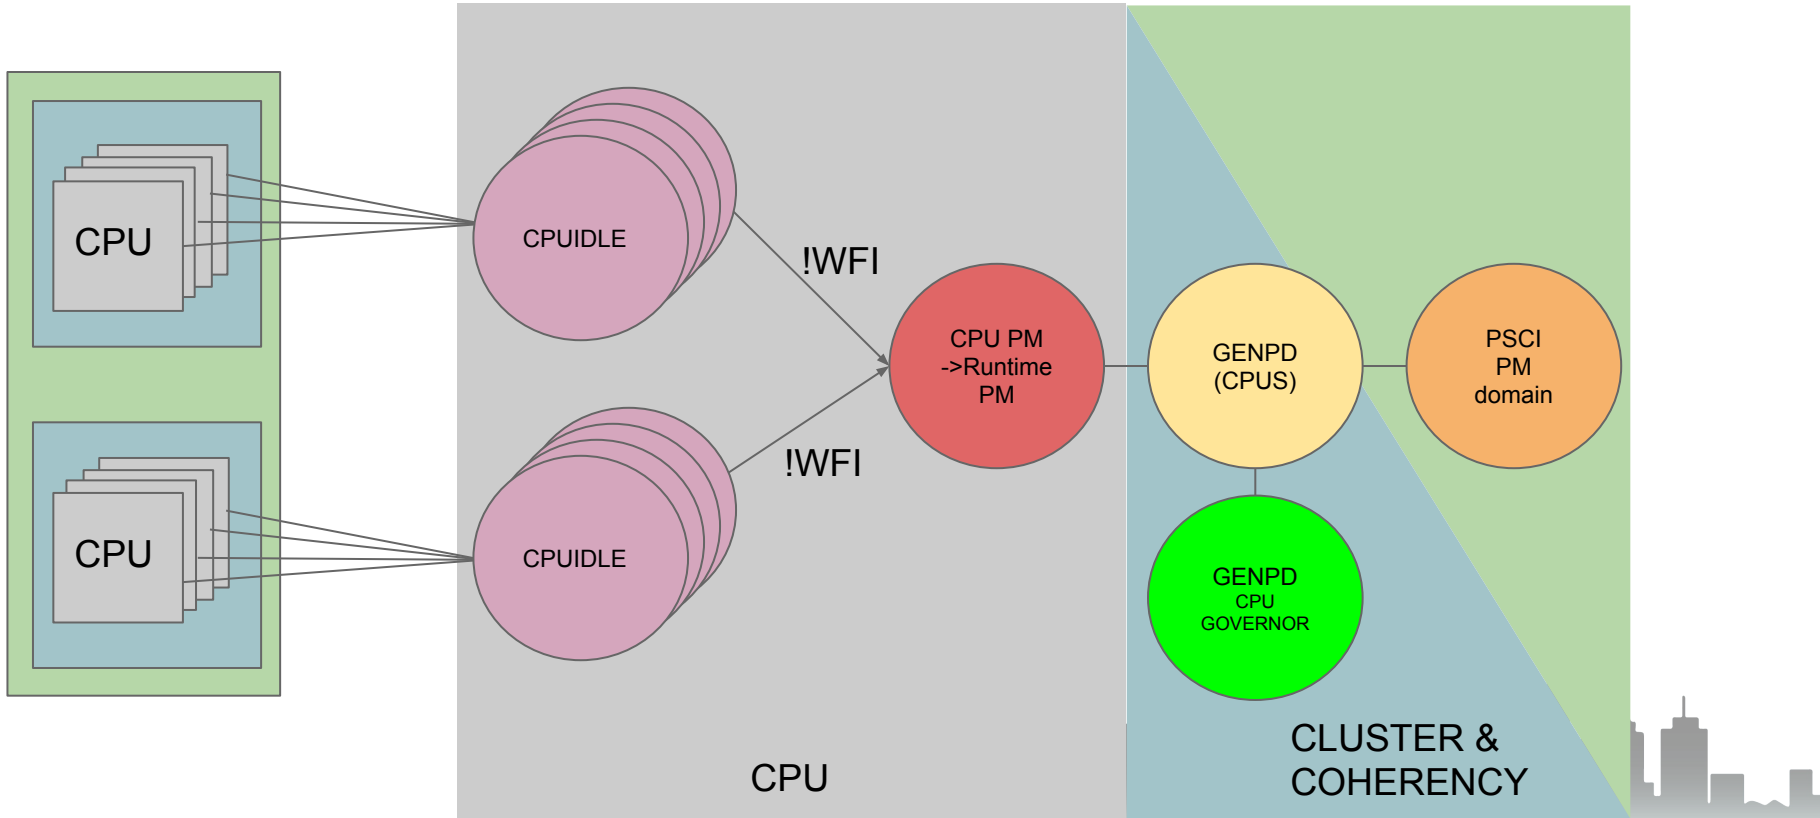 CPU
CPUIDLE
!WFI
CPU PM
->Runtime
PM
GENPD
(CPUS)
PSCI
PM
domain
CPU
CPUIDLE
!WFI
GENPD
CPU
GOVERNOR
CPU
CLUSTER &
COHERENCY